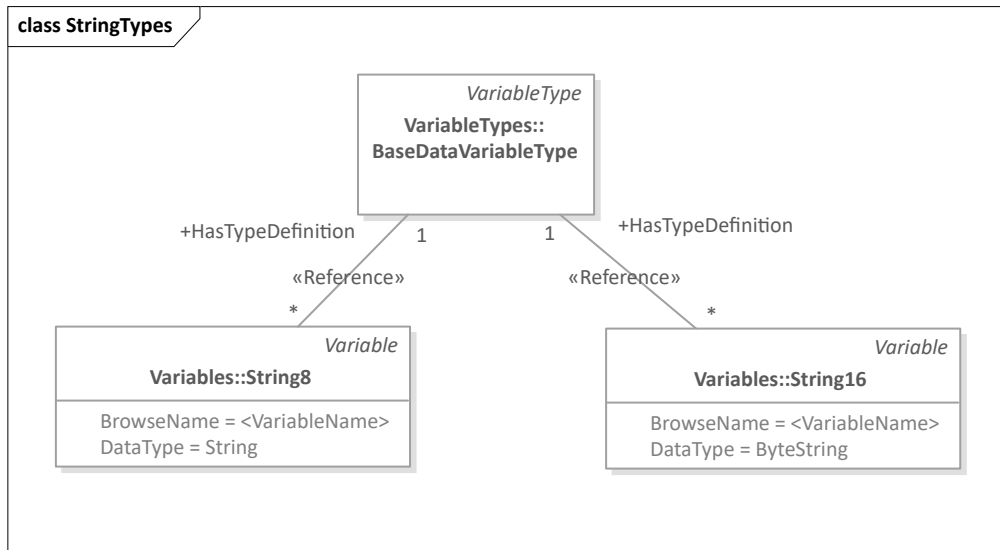 class StringTypes
VariableType
VariableTypes::
BaseDataVariableType
+HasTypeDefinition
1
1
+HasTypeDefinition
«Reference»
«Reference»
*
*
Variable
Variables::String8
BrowseName = <VariableName>
DataType = String
Variable
Variables::String16
BrowseName = <VariableName>
DataType = ByteString